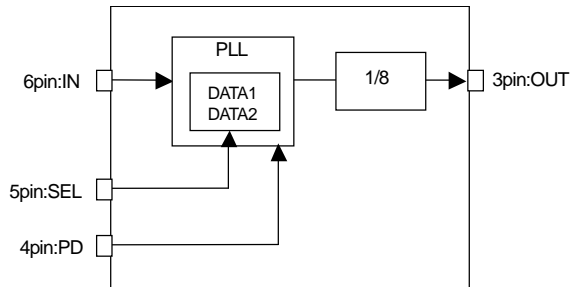 PLL
6pin:IN
DATA1
DATA2
1/8
3pin:OUT
5pin:SEL
4pin:PD